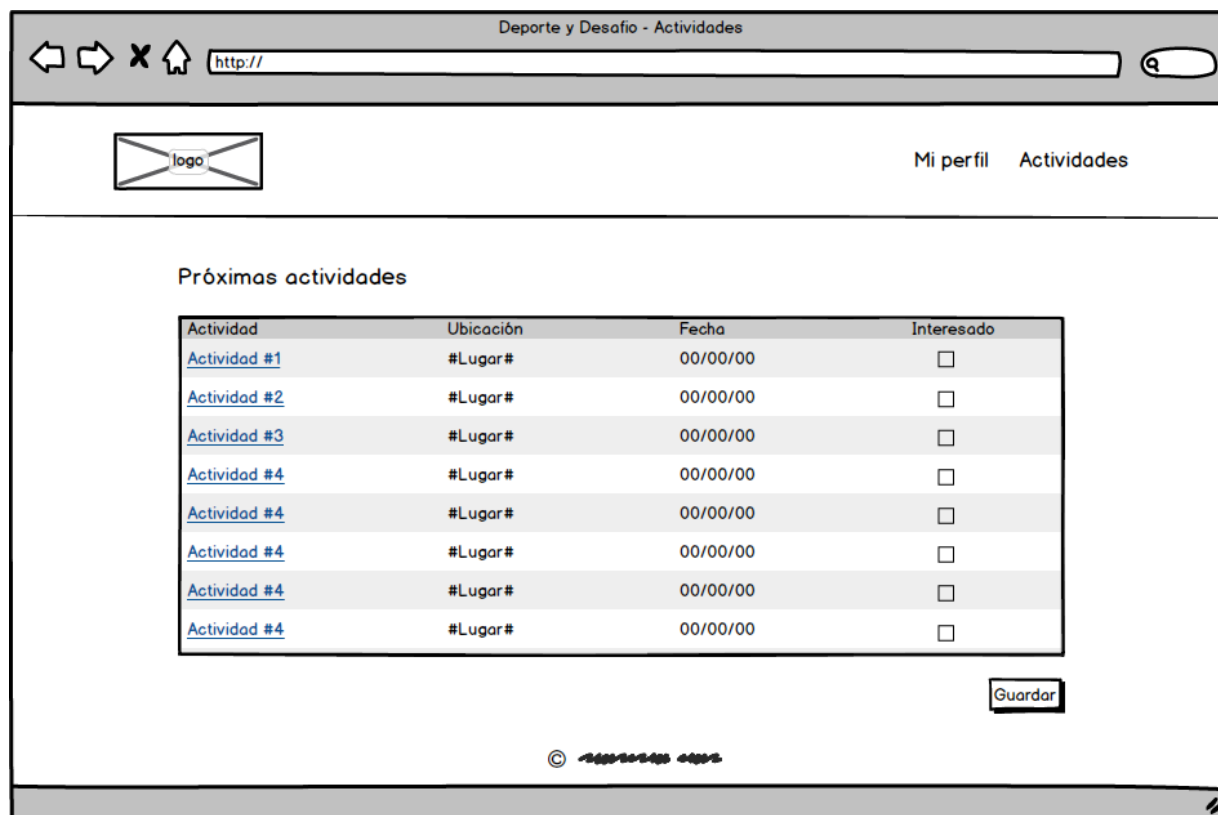 Deporte y Desafio - Actividades
http://
logo
Mi perfil Actividades
Próximas actividades
Actividad Ubicación Fecha Interesado
Actividad #1 #Lugar# 00/00/00
Actividad #2 #Lugar# 00/00/00
Actividad #3 #Lugar# 00/00/00
Actividad #4 #Lugar# 00/00/00
Actividad #4 #Lugar# 00/00/00
Actividad #4 #Lugar# 00/00/00
Actividad #4 #Lugar# 00/00/00
Actividad #4 #Lugar# 00/00/00
Guardar
©